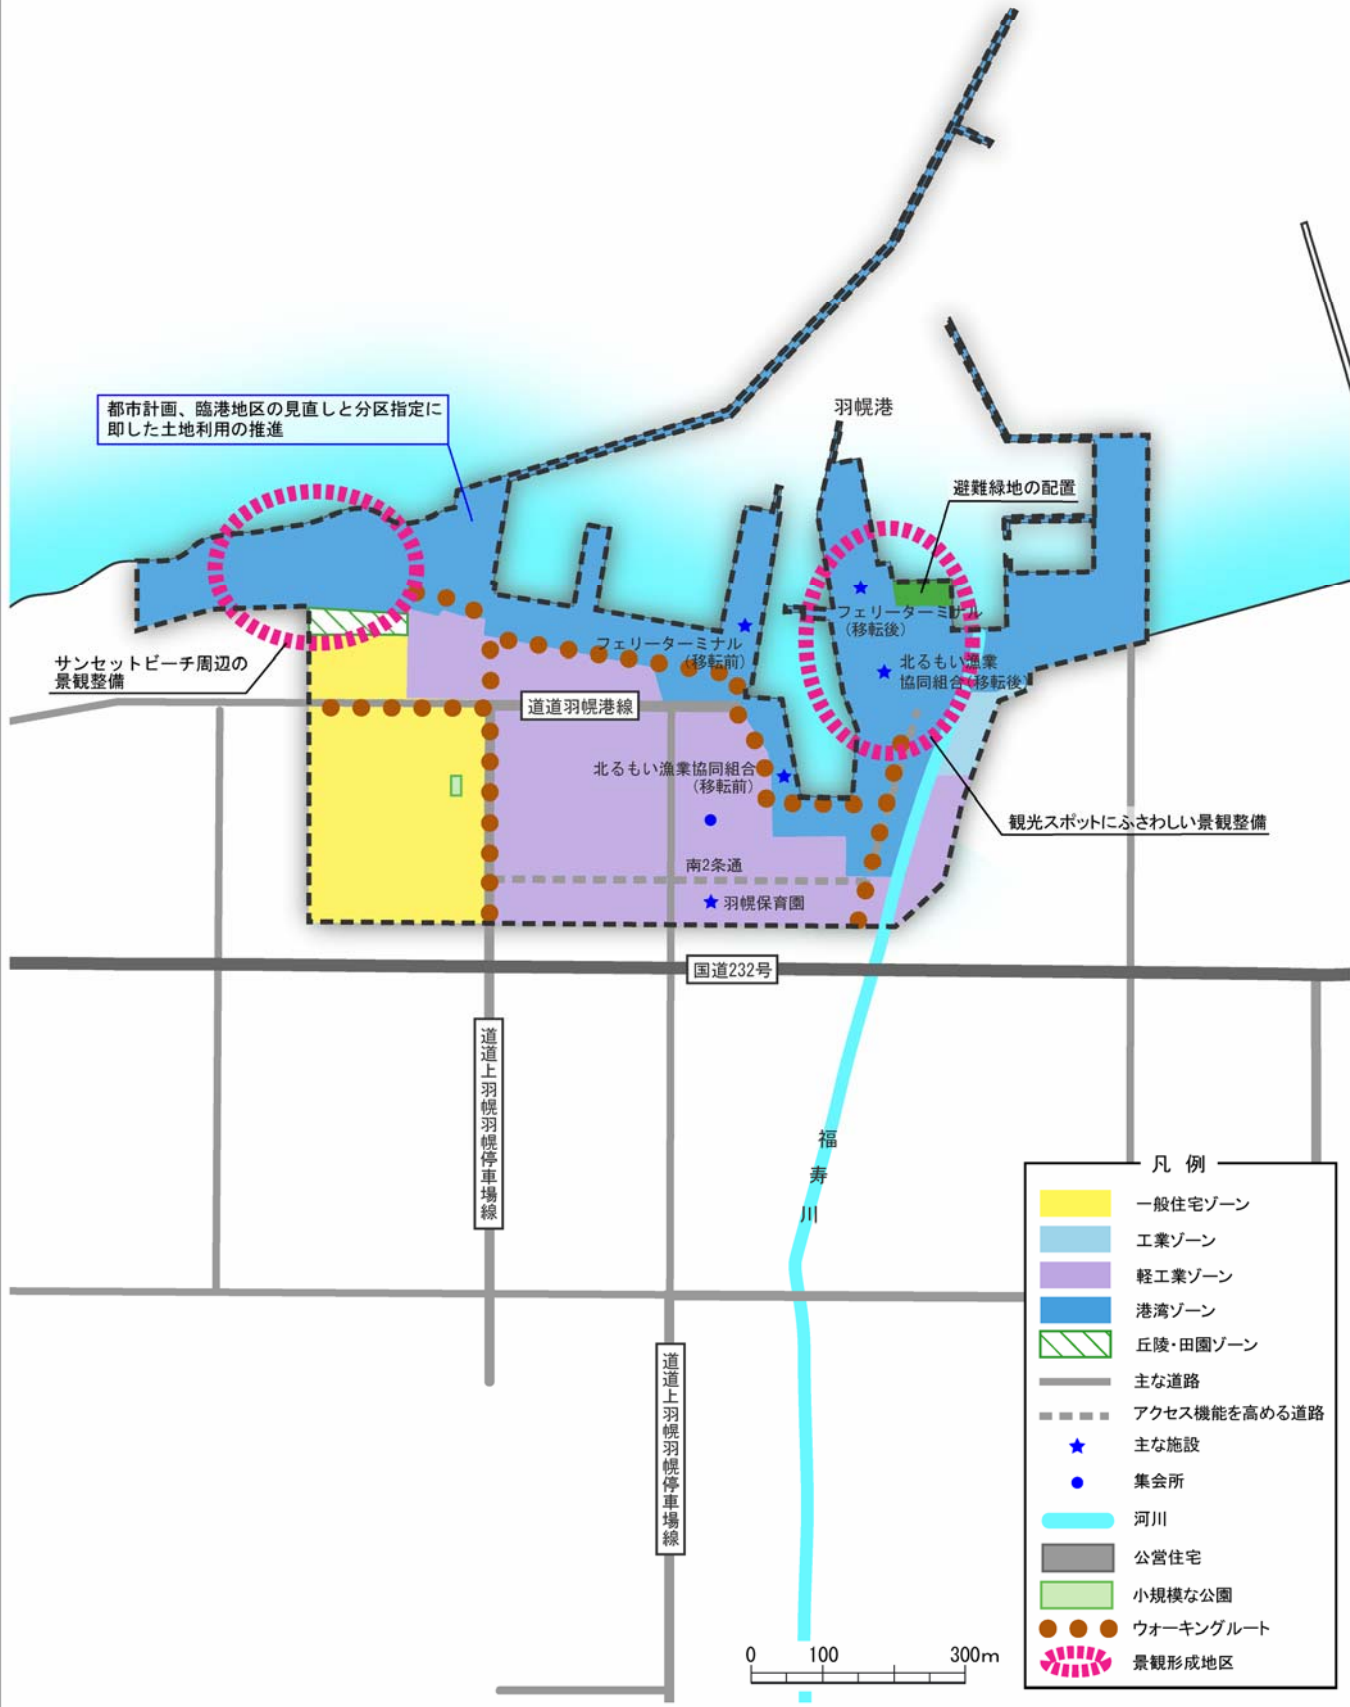 都市計画、臨港地区の見直しと分区指定に
即した土地利用の推進
羽幌港
避難緑地の配置
サンセットビーチ周辺の
景観整備
フェリーターミナル
（移転前）
フェリーターミナル
（移転後）
北るもい漁業
協同組合（移転後）
道道羽幌港線
北るもい漁業協同組合
（移転前）
観光スポットにふさわしい景観整備
南2条通
羽幌保育園
国道232号
道道上羽幌羽幌停車場線
福寿川
道道上羽幌羽幌停車場線
凡 例
一般住宅ゾーン
工業ゾーン
軽工業ゾーン
港湾ゾーン
丘陵・田園ゾーン
主な道路
アクセス機能を高める道路
主な施設
集会所
河川
公営住宅
小規模な公園
ウォーキングルート
景観形成地区
0 100 300m